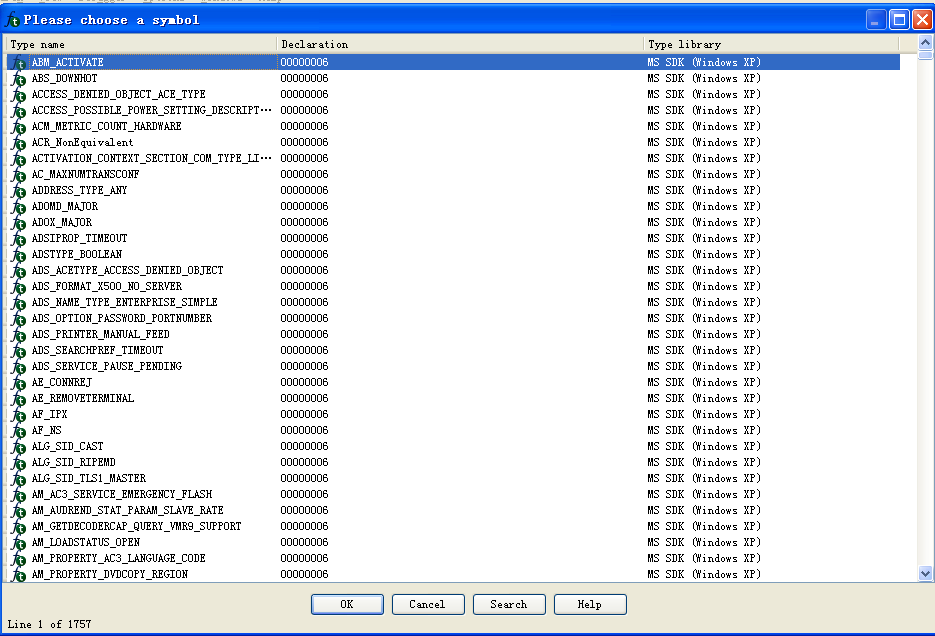 Please choose a symbol
Type name Declaration Type library
ABM_ACTIVATE 00000006 MS SDK (Windows XP)
ABS_DOWNHOT 00000006 MS SDK (Windows XP)
ACCESS_DENIED_OBJECT_ACE_TYPE 00000006 MS SDK (Windows XP)
ACCESS_POSSIBLE_POWER_SETTING_DESCRIPT... 00000006 MS SDK (Windows XP)
ACM_METRIC_COUNT_HARDWARE 00000006 MS SDK (Windows XP)
ACR_NonEquivalent 00000006 MS SDK (Windows XP)
ACTIVATION_CONTEXT_SECTION_COM_TYPE_LI... 00000006 MS SDK (Windows XP)
AC_MAXNUMTRANSCONF 00000006 MS SDK (Windows XP)
ADDRESS_TYPE_ANY 00000006 MS SDK (Windows XP)
ADOMD_MAJOR 00000006 MS SDK (Windows XP)
ADOX_MAJOR 00000006 MS SDK (Windows XP)
ADSIPROP_TIMEOUT 00000006 MS SDK (Windows XP)
ADSTYPE_BOOLEAN 00000006 MS SDK (Windows XP)
ADS_ACETYPE_ACCESS_DENIED_OBJECT 00000006 MS SDK (Windows XP)
ADS_FORMAT_X500_NO_SERVER 00000006 MS SDK (Windows XP)
ADS_NAME_TYPE_ENTERPRISE_SIMPLE 00000006 MS SDK (Windows XP)
ADS_OPTION_PASSWORD_PORTNUMBER 00000006 MS SDK (Windows XP)
ADS_PRINTER_MANUAL_FEED 00000006 MS SDK (Windows XP)
ADS_SEARCHPREF_TIMEOUT 00000006 MS SDK (Windows XP)
ADS_SERVICE_PAUSE_PENDING 00000006 MS SDK (Windows XP)
AE_CONNREJ 00000006 MS SDK (Windows XP)
AE_REMOVETERMINAL 00000006 MS SDK (Windows XP)
AF_IPX 00000006 MS SDK (Windows XP)
AF_NS 00000006 MS SDK (Windows XP)
ALG_SID_CAST 00000006 MS SDK (Windows XP)
ALG_SID_RIPEMD 00000006 MS SDK (Windows XP)
ALG_SID_TLS1_MASTER 00000006 MS SDK (Windows XP)
AM_AC3_SERVICE_EMERGENCY_FLASH 00000006 MS SDK (Windows XP)
AM_AUDREND_STAT_PARAM_SLAVE_RATE 00000006 MS SDK (Windows XP)
AM_GETDECODERCAP_QUERY_VMR9_SUPPORT 00000006 MS SDK (Windows XP)
AM_LOADSTATUS_OPEN 00000006 MS SDK (Windows XP)
AM_PROPERTY_AC3_LANGUAGE_CODE 00000006 MS SDK (Windows XP)
AM_PROPERTY_DVDCOPY_REGION 00000006 MS SDK (Windows XP)
OK Cancel Search Help
Line 1 of 1757